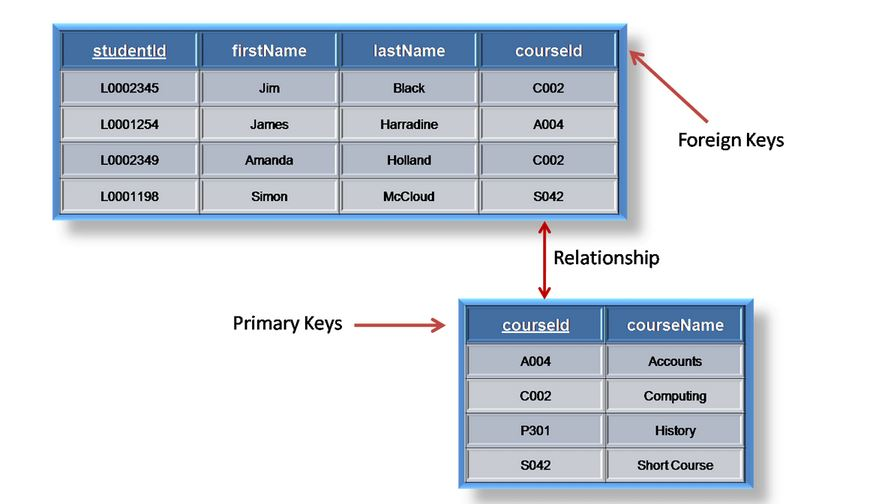 studentId firstName lastName courseId
L0002345 Jim Black C002
L0001254 James Harradine A004
L0002349 Amanda Holland C002
L0001198 Simon McCloud S042
Foreign Keys
Relationship
Primary Keys
courseId courseName
A004 Accounts
C002 Computing
P301 History
S042 Short Course